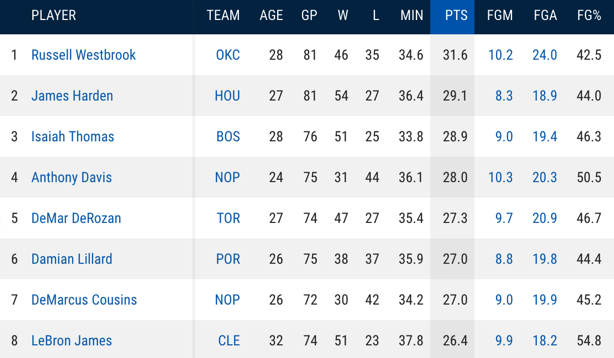 PLAYER TEAM AGE GP W L MIN PTS FGM FGA FG%
1 Russell Westbrook OKC 28 81 46 35 34.6 31.6 10.2 24.0 42.5
2 James Harden HOU 27 81 54 27 36.4 29.1 8.3 18.9 44.0
3 Isaiah Thomas BOS 28 76 51 25 33.8 28.9 9.0 19.4 46.3
4 Anthony Davis NOP 24 75 31 44 36.1 28.0 10.3 20.3 50.5
5 DeMar DeRozan TOR 27 74 47 27 35.4 27.3 9.7 20.9 46.7
6 Damian Lillard POR 26 75 38 37 35.9 27.0 8.8 19.8 44.4
7 DeMarcus Cousins NOP 26 72 30 42 34.2 27.0 9.0 19.9 45.2
8 LeBron James CLE 32 74 51 23 37.8 26.4 9.9 18.2 54.8